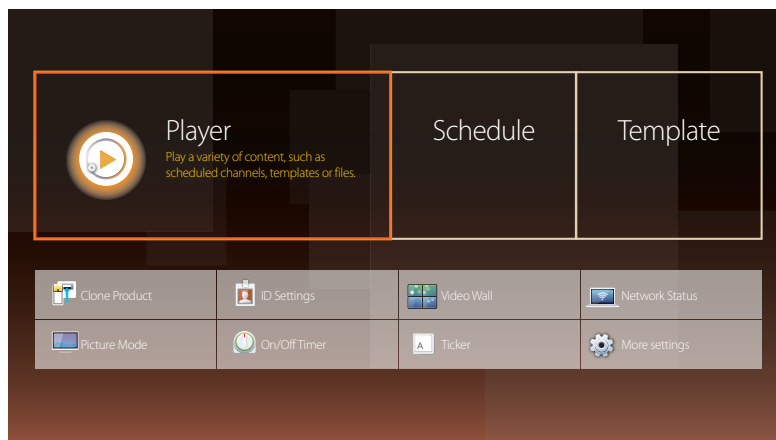 Player
Play a variety of content, such as
scheduled channels, templates or files.
Schedule
Template
Clone Product
ID Settings
Video Wall
Network Status
Picture Mode
On/Off Timer
A
Ticker
More settings